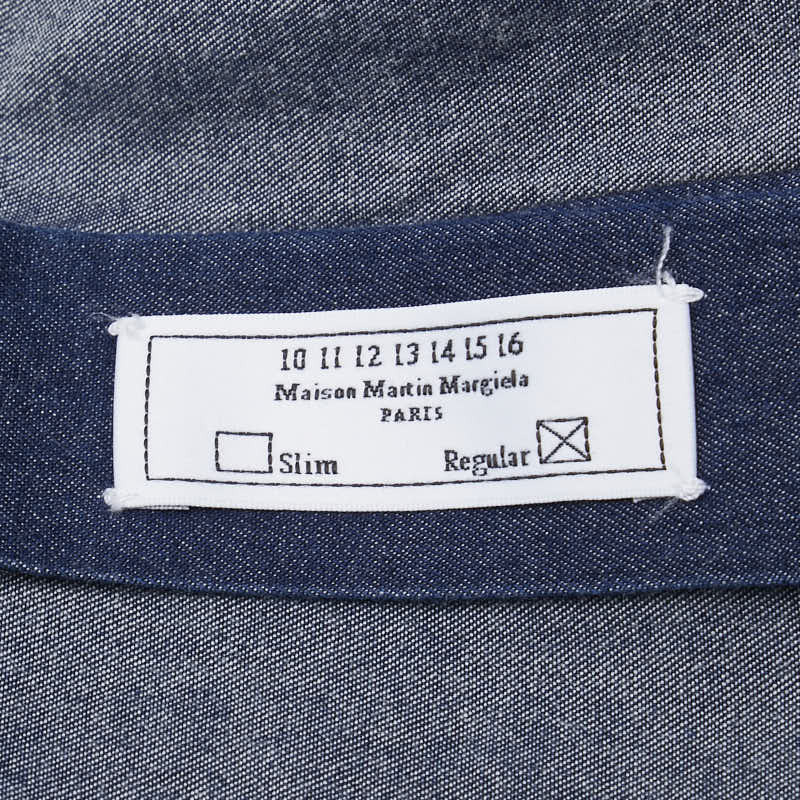 10 11 12 13 14 15 16
Maison Martin Margiela
PARIS
Slim Regular